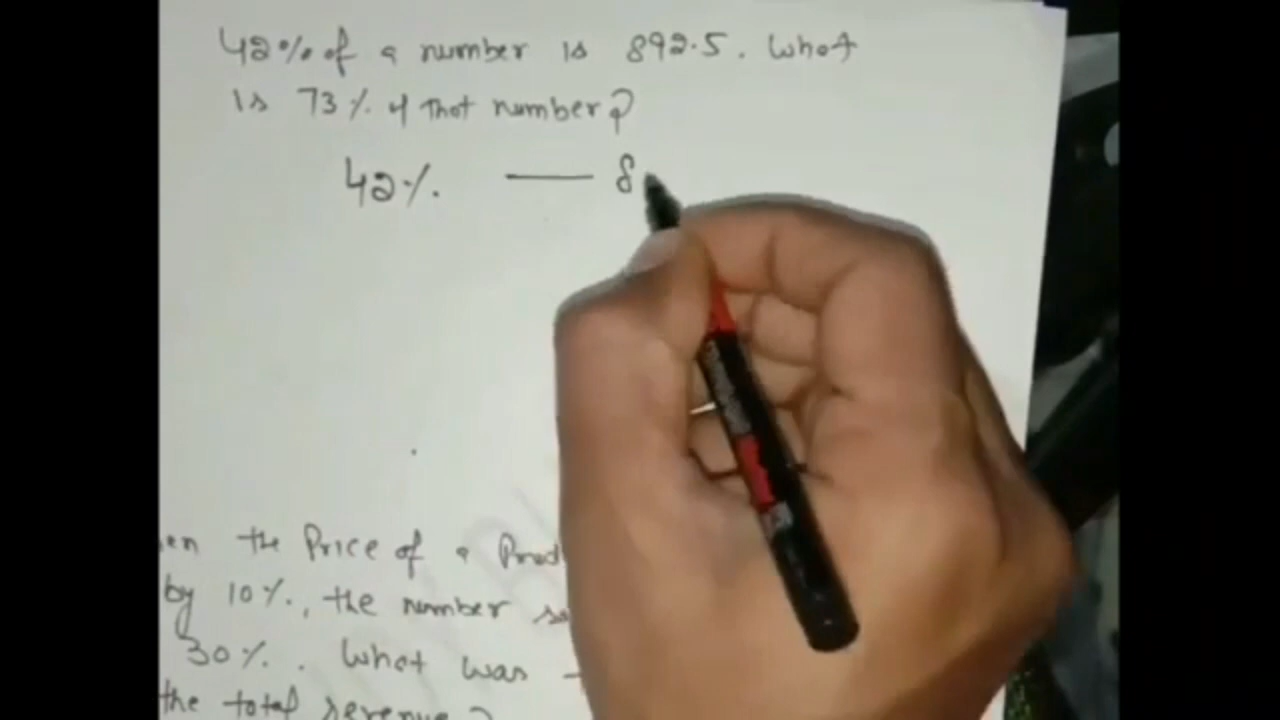 42% of a number is 892.5. What
is 73% of that number?
42% — 8
en the Price of a Prod
by 10%., the number s
30%. What was
the total revenue?